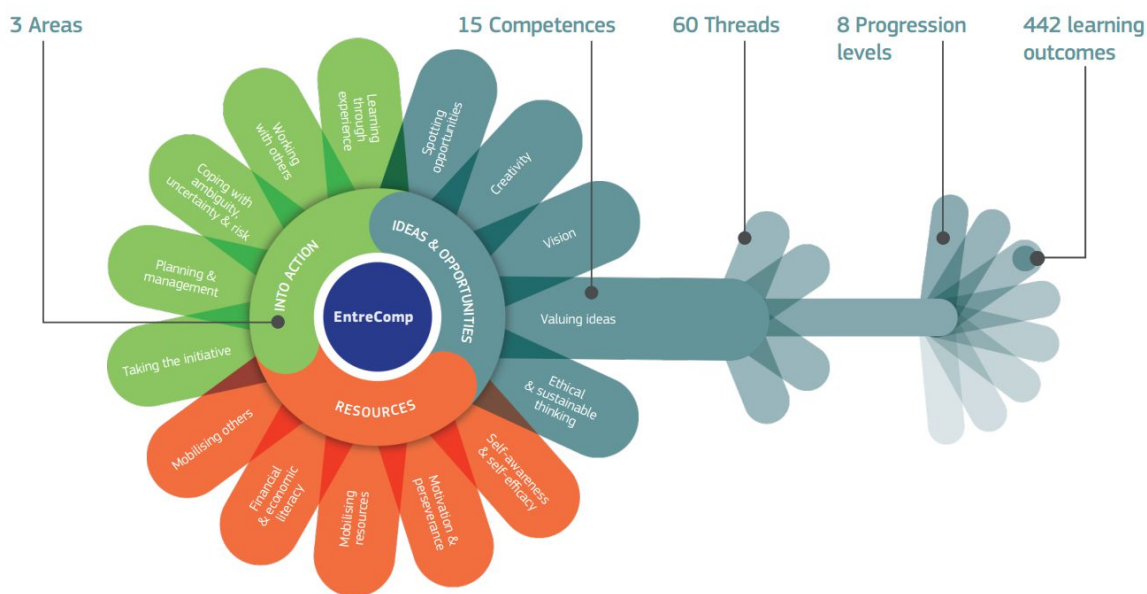 3 Areas
15 Competences
60 Threads
8 Progression
levels
442 learning
outcomes
Learning
through
experience
Working
with others
Coping with
ambiguity,
uncertainty & risk
Planning &
management
Taking the initiative
INTO ACTION
Spotting
opportunities
Creativity
Vision
Valuing ideas
Ethical
& sustainable
thinking
IDEAS & OPPORTUNITIES
EntreComp
RESOURCES
Self-awareness
& self-efficacy
Motivation &
perseverance
Mobilising
resources
Financial
& economic
literacy
Mobilising others